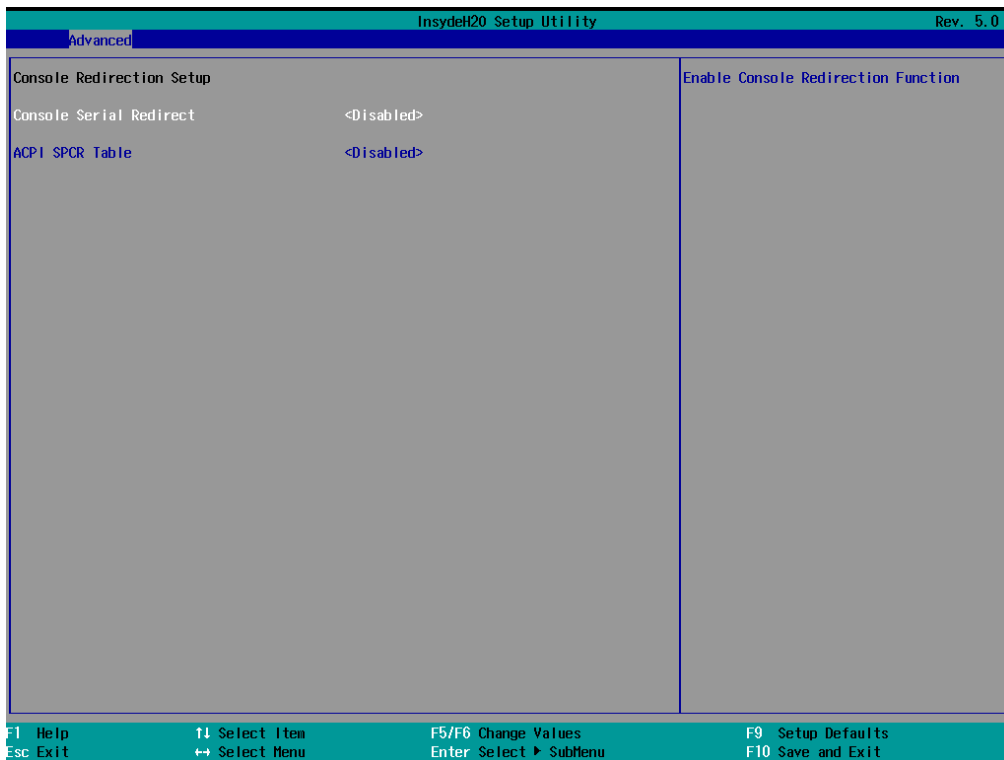 InsydeH20 Setup Utility Rev. 5.0
Advanced
Console Redirection Setup
Console Serial Redirect <Disabled>
ACPI SPCR Table <Disabled>
Enable Console Redirection Function
F1 Help ↑↓ Select Item F5/F6 Change Values F9 Setup Defaults
Esc Exit ↔ Select Menu Enter Select ▶ SubMenu F10 Save and Exit